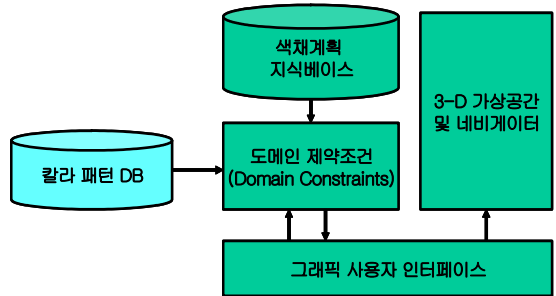 색채계획
지식베이스
3-D 가상공간
및 네비게이터
도메인 제약조건
(Domain Constraints)
칼라 패턴 DB
그래픽 사용자 인터페이스